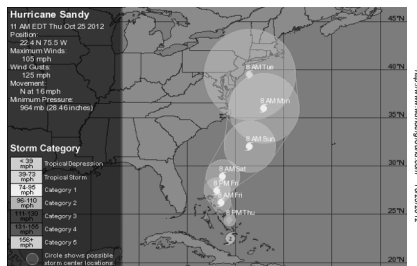 Hurricane Sandy
11 AM EDT Thu Oct 25 2012
Position:
22.4 N 75.5 W
Maximum Winds:
105 mph
Wind Gusts:
125 mph
Movement:
N at 16 mph
Minimum Pressure:
964 mb (28.46 inches)
Storm Category
< 39
mph
Tropical Depression
39-73
mph
Tropical Storm
74-95
mph
Category 1
96-110
mph
Category 2
111-130
mph
Category 3
131-155
mph
Category 4
156+
mph
Category 5
Circle shows possible
storm center locations
45°N
40°N
35°N
30°N
25°N
20°N
8 AM Tue
8 AM Mon
8 AM Sun
8 AM Sat
8 PM Fri
AM Fri
8 PM Thu
2